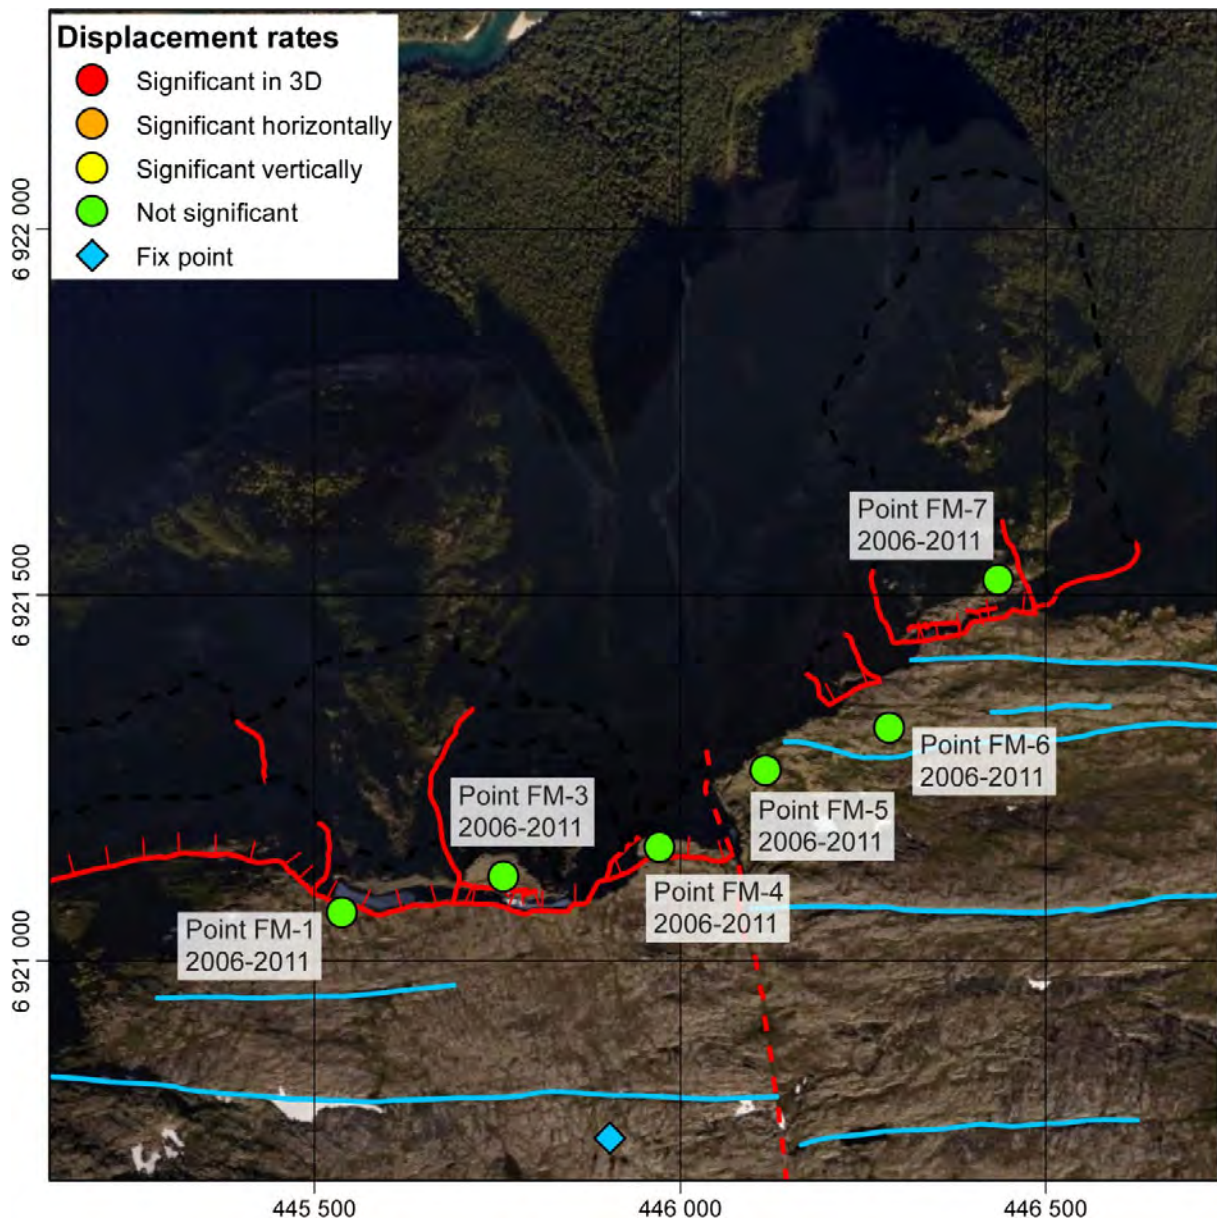 Displacement rates
Significant in 3D
Significant horizontally
Significant vertically
Not significant
Fix point
6 922 000
6 921 500
6 921 000
Point FM-7
2006-2011
Point FM-6
2006-2011
Point FM-3
2006-2011
Point FM-5
2006-2011
Point FM-4
2006-2011
Point FM-1
2006-2011
445 500
446 000
446 500